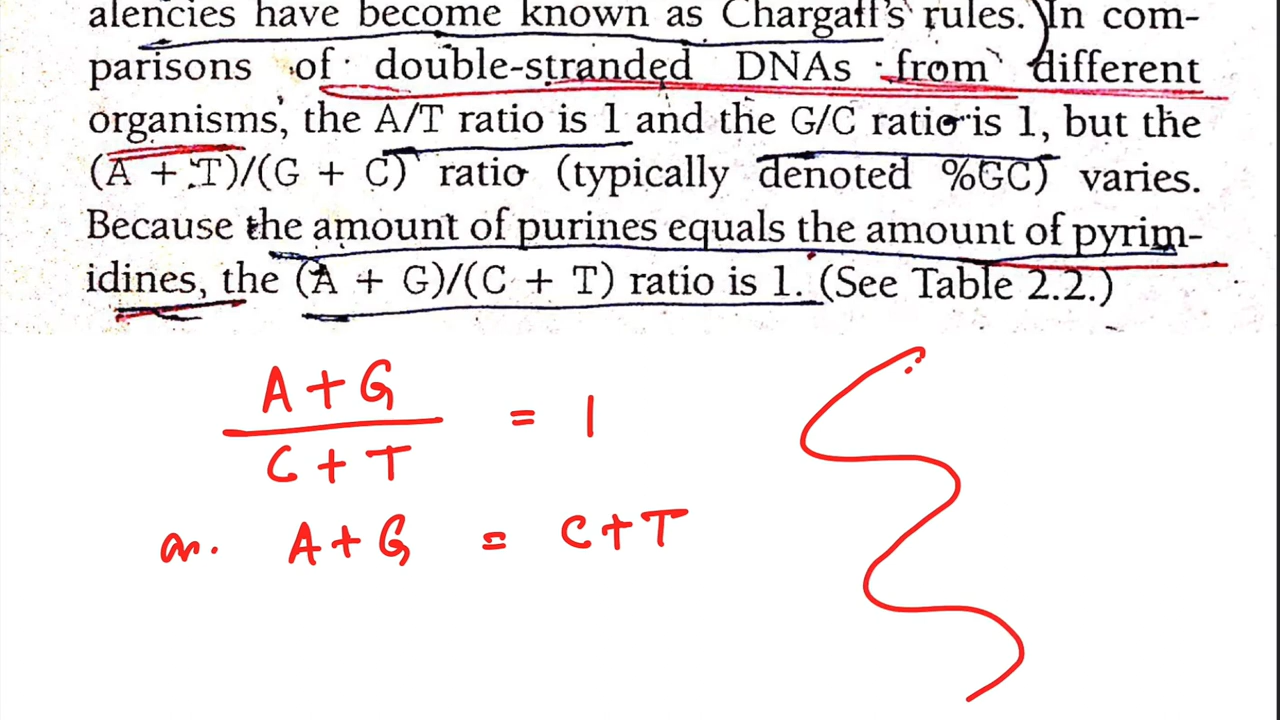 alencies have become known as Chargaff's rules. In com-
parisons of double-stranded DNAs from different
organisms, the A/T ratio is 1 and the G/C ratio is 1, but the
(A + T)/(G + C) ratio (typically denoted %GC) varies.
Because the amount of purines equals the amount of pyrim-
idines, the (A + G)/(C + T) ratio is 1. (See Table 2.2.)
A + G
= 1
C + T
or. A + G = C + T